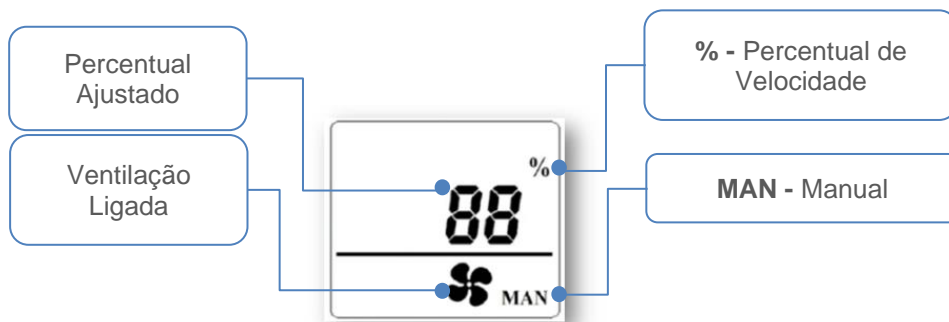 Percentual
Ajustado
Ventilação
Ligada
% - Percentual de
Velocidade
MAN - Manual
%
88
MAN